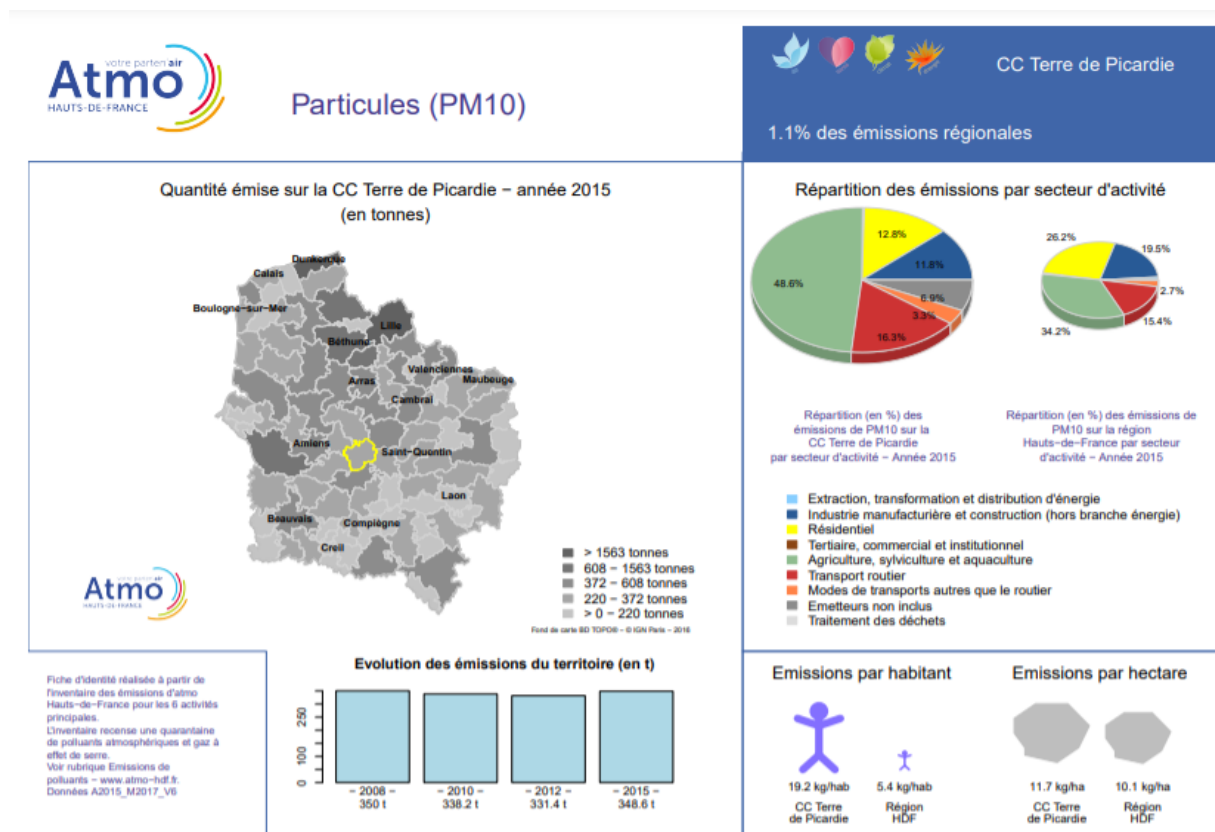 votre parten'air
Atmo
HAUTS-DE-FRANCE
Particules (PM10)
CC Terre de Picardie
1.1% des émissions régionales
Quantité émise sur la CC Terre de Picardie – année 2015
(en tonnes)
Dunkerque
Calais
Boulogne−sur−Mer
Lille
Béthune
Valenciennes
Arras
Maubeuge
Cambrai
Amiens
Saint−Quentin
Laon
Beauvais
Compiègne
Creil
> 1563 tonnes
608 − 1563 tonnes
372 − 608 tonnes
220 − 372 tonnes
> 0 − 220 tonnes
Fond de carte BD TOPO® − © IGN Paris − 2016
votre parten'air
Atmo
HAUTS-DE-FRANCE
Répartition des émissions par secteur d'activité
12.8%
11.8%
6.9%
3.3%
16.3%
48.6%
26.2%
19.5%
2.7%
15.4%
34.2%
Répartition (en %) des
émissions de PM10 sur la
CC Terre de Picardie
par secteur d'activité − Année 2015
Répartition (en %) des émissions de
PM10 sur la région
Hauts−de−France par secteur
d'activité − Année 2015
Extraction, transformation et distribution d'énergie
Industrie manufacturière et construction (hors branche énergie)
Résidentiel
Tertiaire, commercial et institutionnel
Agriculture, sylviculture et aquaculture
Transport routier
Modes de transports autres que le routier
Emetteurs non inclus
Traitement des déchets
Fiche d'identité réalisée à partir de
l'inventaire des émissions d'atmo
Hauts−de−France pour les 6 activités
principales.
L'inventaire recense une quarantaine
de polluants atmosphériques et gaz à
effet de serre.
Voir rubrique Emissions de
polluants − www.atmo−hdf.fr.
Données A2015_M2017_V6
Evolution des émissions du territoire (en t)
250
100
0
− 2008 −
350 t
− 2010 −
338.2 t
− 2012 −
331.4 t
− 2015 −
348.6 t
Emissions par habitant
19.2 kg/hab
CC Terre
de Picardie
5.4 kg/hab
Région
HDF
Emissions par hectare
11.7 kg/ha
CC Terre
de Picardie
10.1 kg/ha
Région
HDF